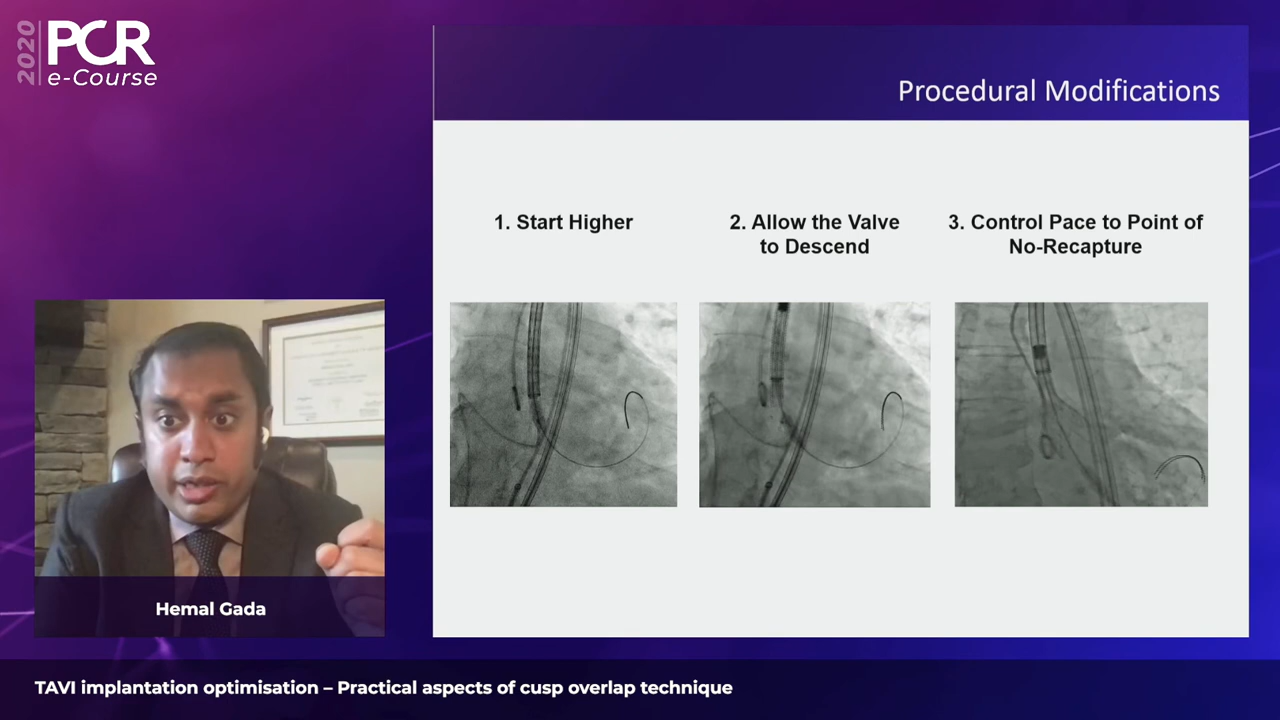 2020
PCR
e-Course
Procedural Modifications
1. Start Higher
2. Allow the Valve
to Descend
3. Control Pace to Point of
No-Recapture
Hemal Gada
TAVI implantation optimisation – Practical aspects of cusp overlap technique